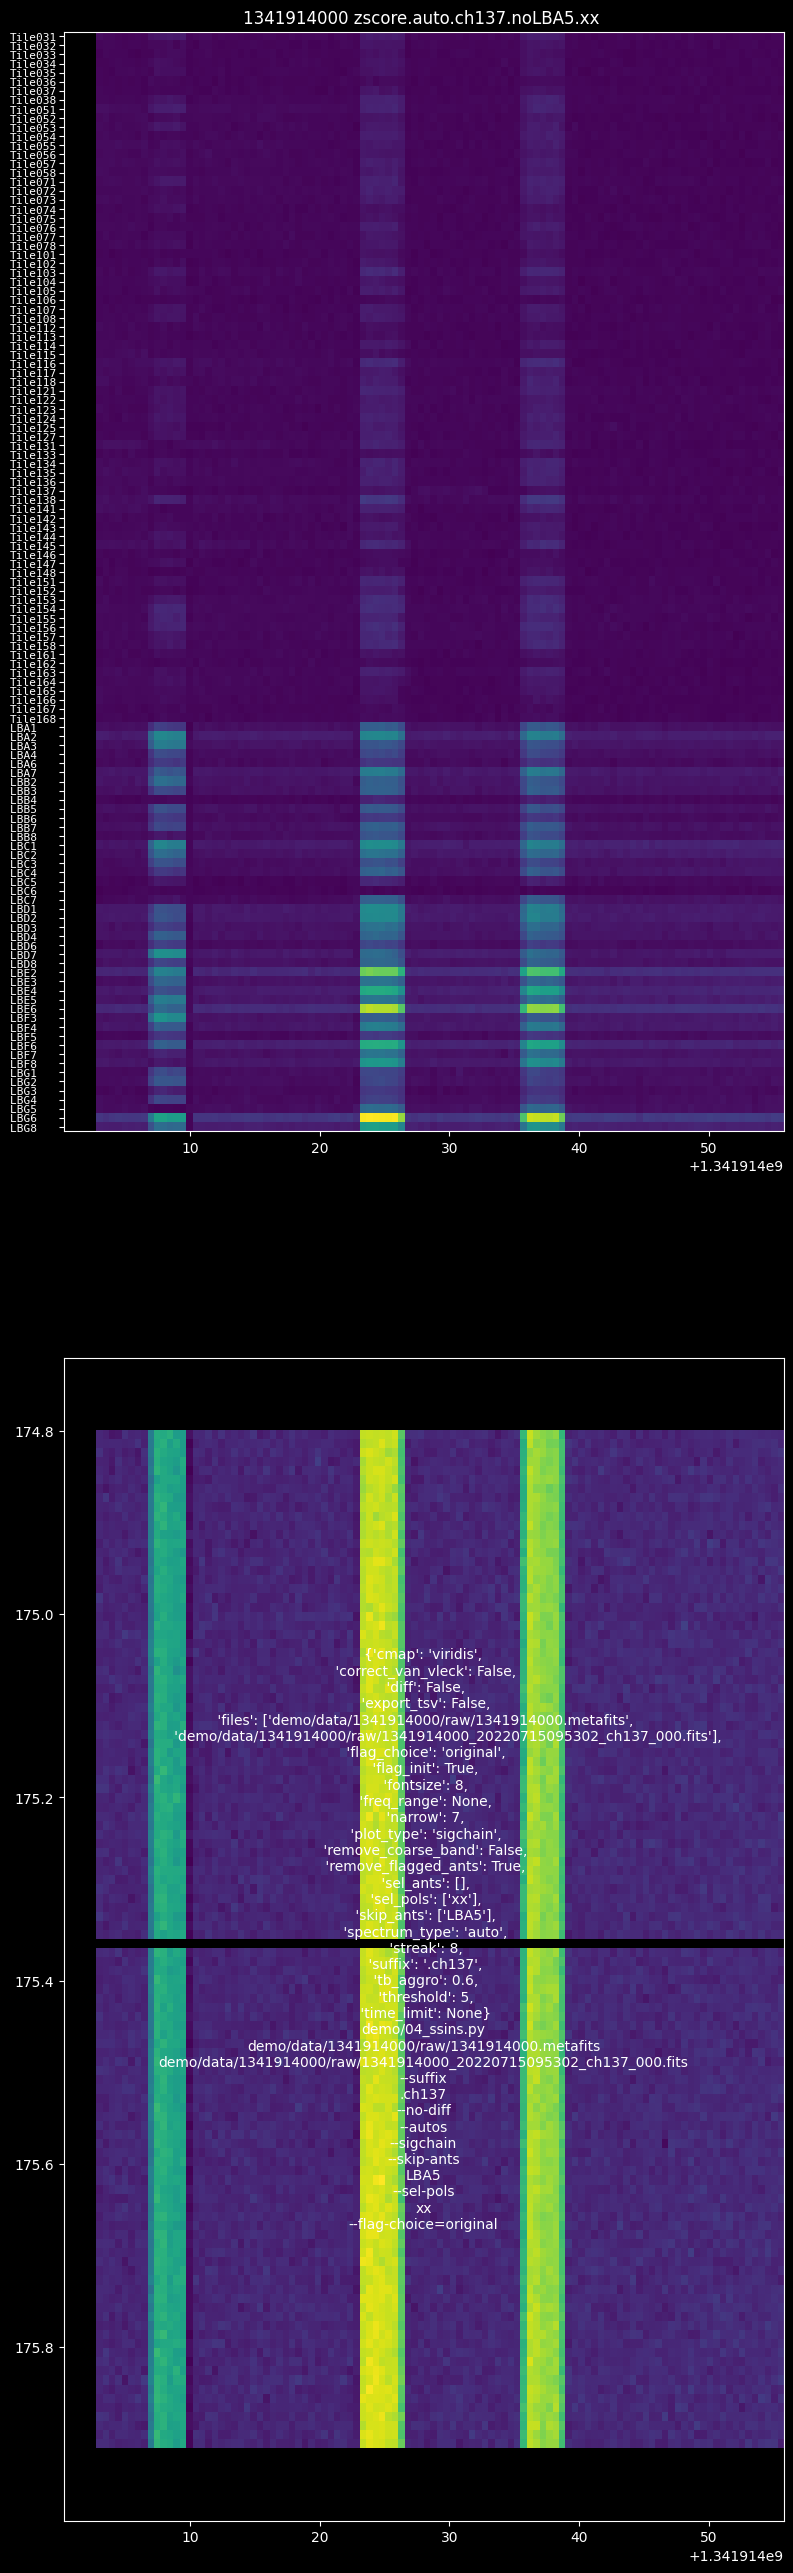 1341914000 zscore.auto.ch137.noLBA5.xx
Tile031
Tile032
Tile033
Tile034
Tile035
Tile036
Tile037
Tile038
Tile051
Tile052
Tile053
Tile054
Tile055
Tile056
Tile057
Tile058
Tile071
Tile072
Tile073
Tile074
Tile075
Tile076
Tile077
Tile078
Tile101
Tile102
Tile103
Tile104
Tile105
Tile106
Tile107
Tile108
Tile112
Tile113
Tile114
Tile115
Tile116
Tile117
Tile118
Tile121
Tile122
Tile123
Tile124
Tile127
Tile131
Tile133
Tile134
Tile135
Tile136
Tile137
Tile138
Tile141
Tile142
Tile143
Tile144
Tile145
Tile146
Tile147
Tile148
Tile151
Tile152
Tile153
Tile154
Tile155
Tile156
Tile157
Tile158
Tile161
Tile162
Tile163
Tile164
Tile165
Tile166
Tile167
Tile168
LBA1
LBA2
LBA3
LBA4
LBA6
LBA7
LBB2
LBB3
LBB4
LBB5
LBB6
LBB7
LBB8
LBC1
LBC2
LBC3
LBC4
LBC5
LBC6
LBC7
LBD1
LBD2
LBD3
LBD4
LBD6
LBD7
LBD8
LBE2
LBE3
LBE4
LBE5
LBE6
LBF3
LBF4
LBF5
LBF6
LBF7
LBF8
LBG1
LBG2
LBG3
LBG4
LBG5
LBG6
LBG8
10 20 30 40 50
+1.341914e9
174.8
175.0
{'cmap': 'viridis',
'correct_van_vleck': False,
'diff': False,
'export_tsv': False,
'files': ['demo/data/1341914000/raw/1341914000.metafits',
'demo/data/1341914000/raw/1341914000_20220715095302_ch137_000.fits'],
'flag_choice': 'original',
'flag_init': True,
'fontsize': 8,
175.2
'freq_range': None,
'narrow': 7,
'plot_type': 'sigchain',
'remove_coarse_band': False,
'remove_flagged_ants': True,
'sel_ants': [],
'sel_pols': ['xx'],
'skip_ants': ['LBA5'],
'spectrum_type': 'auto',
'streak': 8,
'suffix': '.ch137',
175.4
'tb_aggro': 0.6,
'threshold': 5,
'time_limit': None}
demo/04_ssins.py
demo/data/1341914000/raw/1341914000.metafits
demo/data/1341914000/raw/1341914000_20220715095302_ch137_000.fits
--suffix
.ch137
--no-diff
--autos
--sigchain
--skip-ants
175.6
LBA5
--sel-pols
xx
--flag-choice=original
175.8
10 20 30 40 50
+1.341914e9